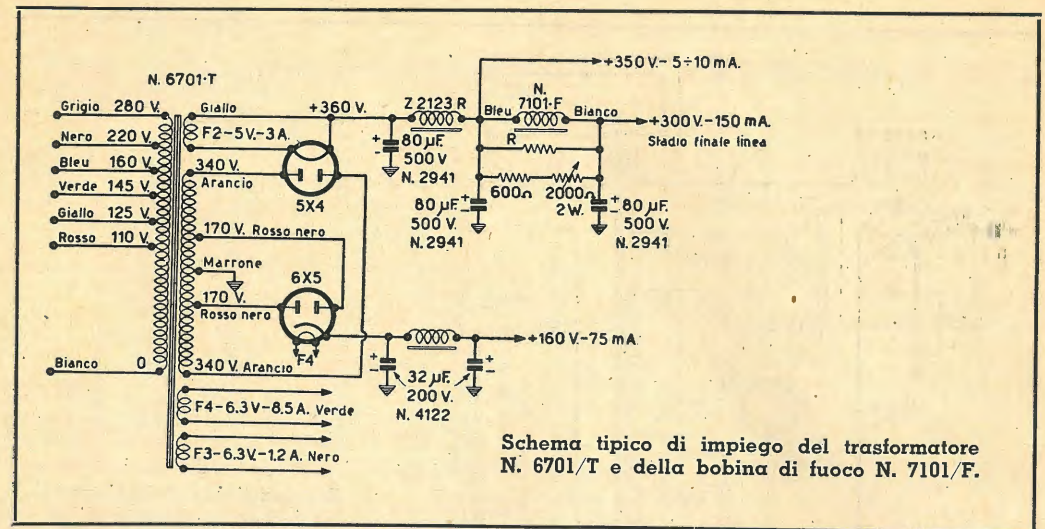 N. 6701-T
Grigio 280 V.
Nero 220 V.
Bleu 160 V.
Verde 145 V.
Giallo 125 V.
Rosso 110 V.
Bianco 0
Giallo
F2-5V.-3A.
340 V.
Arancio
170 V. Rosso nero
Marrone
170 V.
Rosso nero
340 V. Arancio
F4-6.3V-8.5A. Verde
F3-6.3V.-1.2A. Nero
+360 V.
5X4
6X5
F4
Z 2123 R
80 µF.
500 V
N. 2941
Bleu
N.
7101-F
Bianco
R
600Ω
2000Ω
2W.
80 µF.
500 V.
N. 2941
80 µF.
500 V.
N. 2941
+350 V.- 5÷10 mA.
+300 V.-150 mA.
Stadio finale linea
32 µF.
200 V.
N. 4122
+160 V.-75 mA
Schema tipico di impiego del trasformatore
N. 6701/T e della bobina di fuoco N. 7101/F.